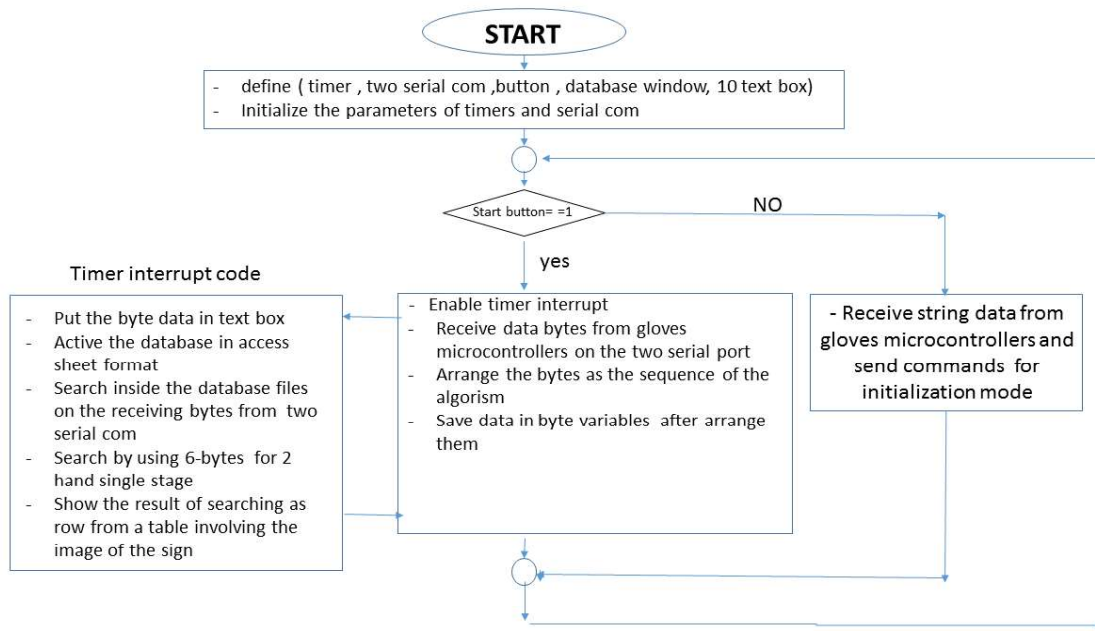 START
- define ( timer , two serial com ,button , database window, 10 text box)
- Initialize the parameters of timers and serial com
Start button= =1
NO
yes
Timer interrupt code
- Put the byte data in text box
- Active the database in access
sheet format
- Search inside the database files
on the receiving bytes from two
serial com
- Search by using 6-bytes for 2
hand single stage
- Show the result of searching as
row from a table involving the
image of the sign
- Enable timer interrupt
- Receive data bytes from gloves
microcontrollers on the two serial port
- Arrange the bytes as the sequence of the
algorism
- Save data in byte variables after arrange
them
- Receive string data from
gloves microcontrollers and
send commands for
initialization mode